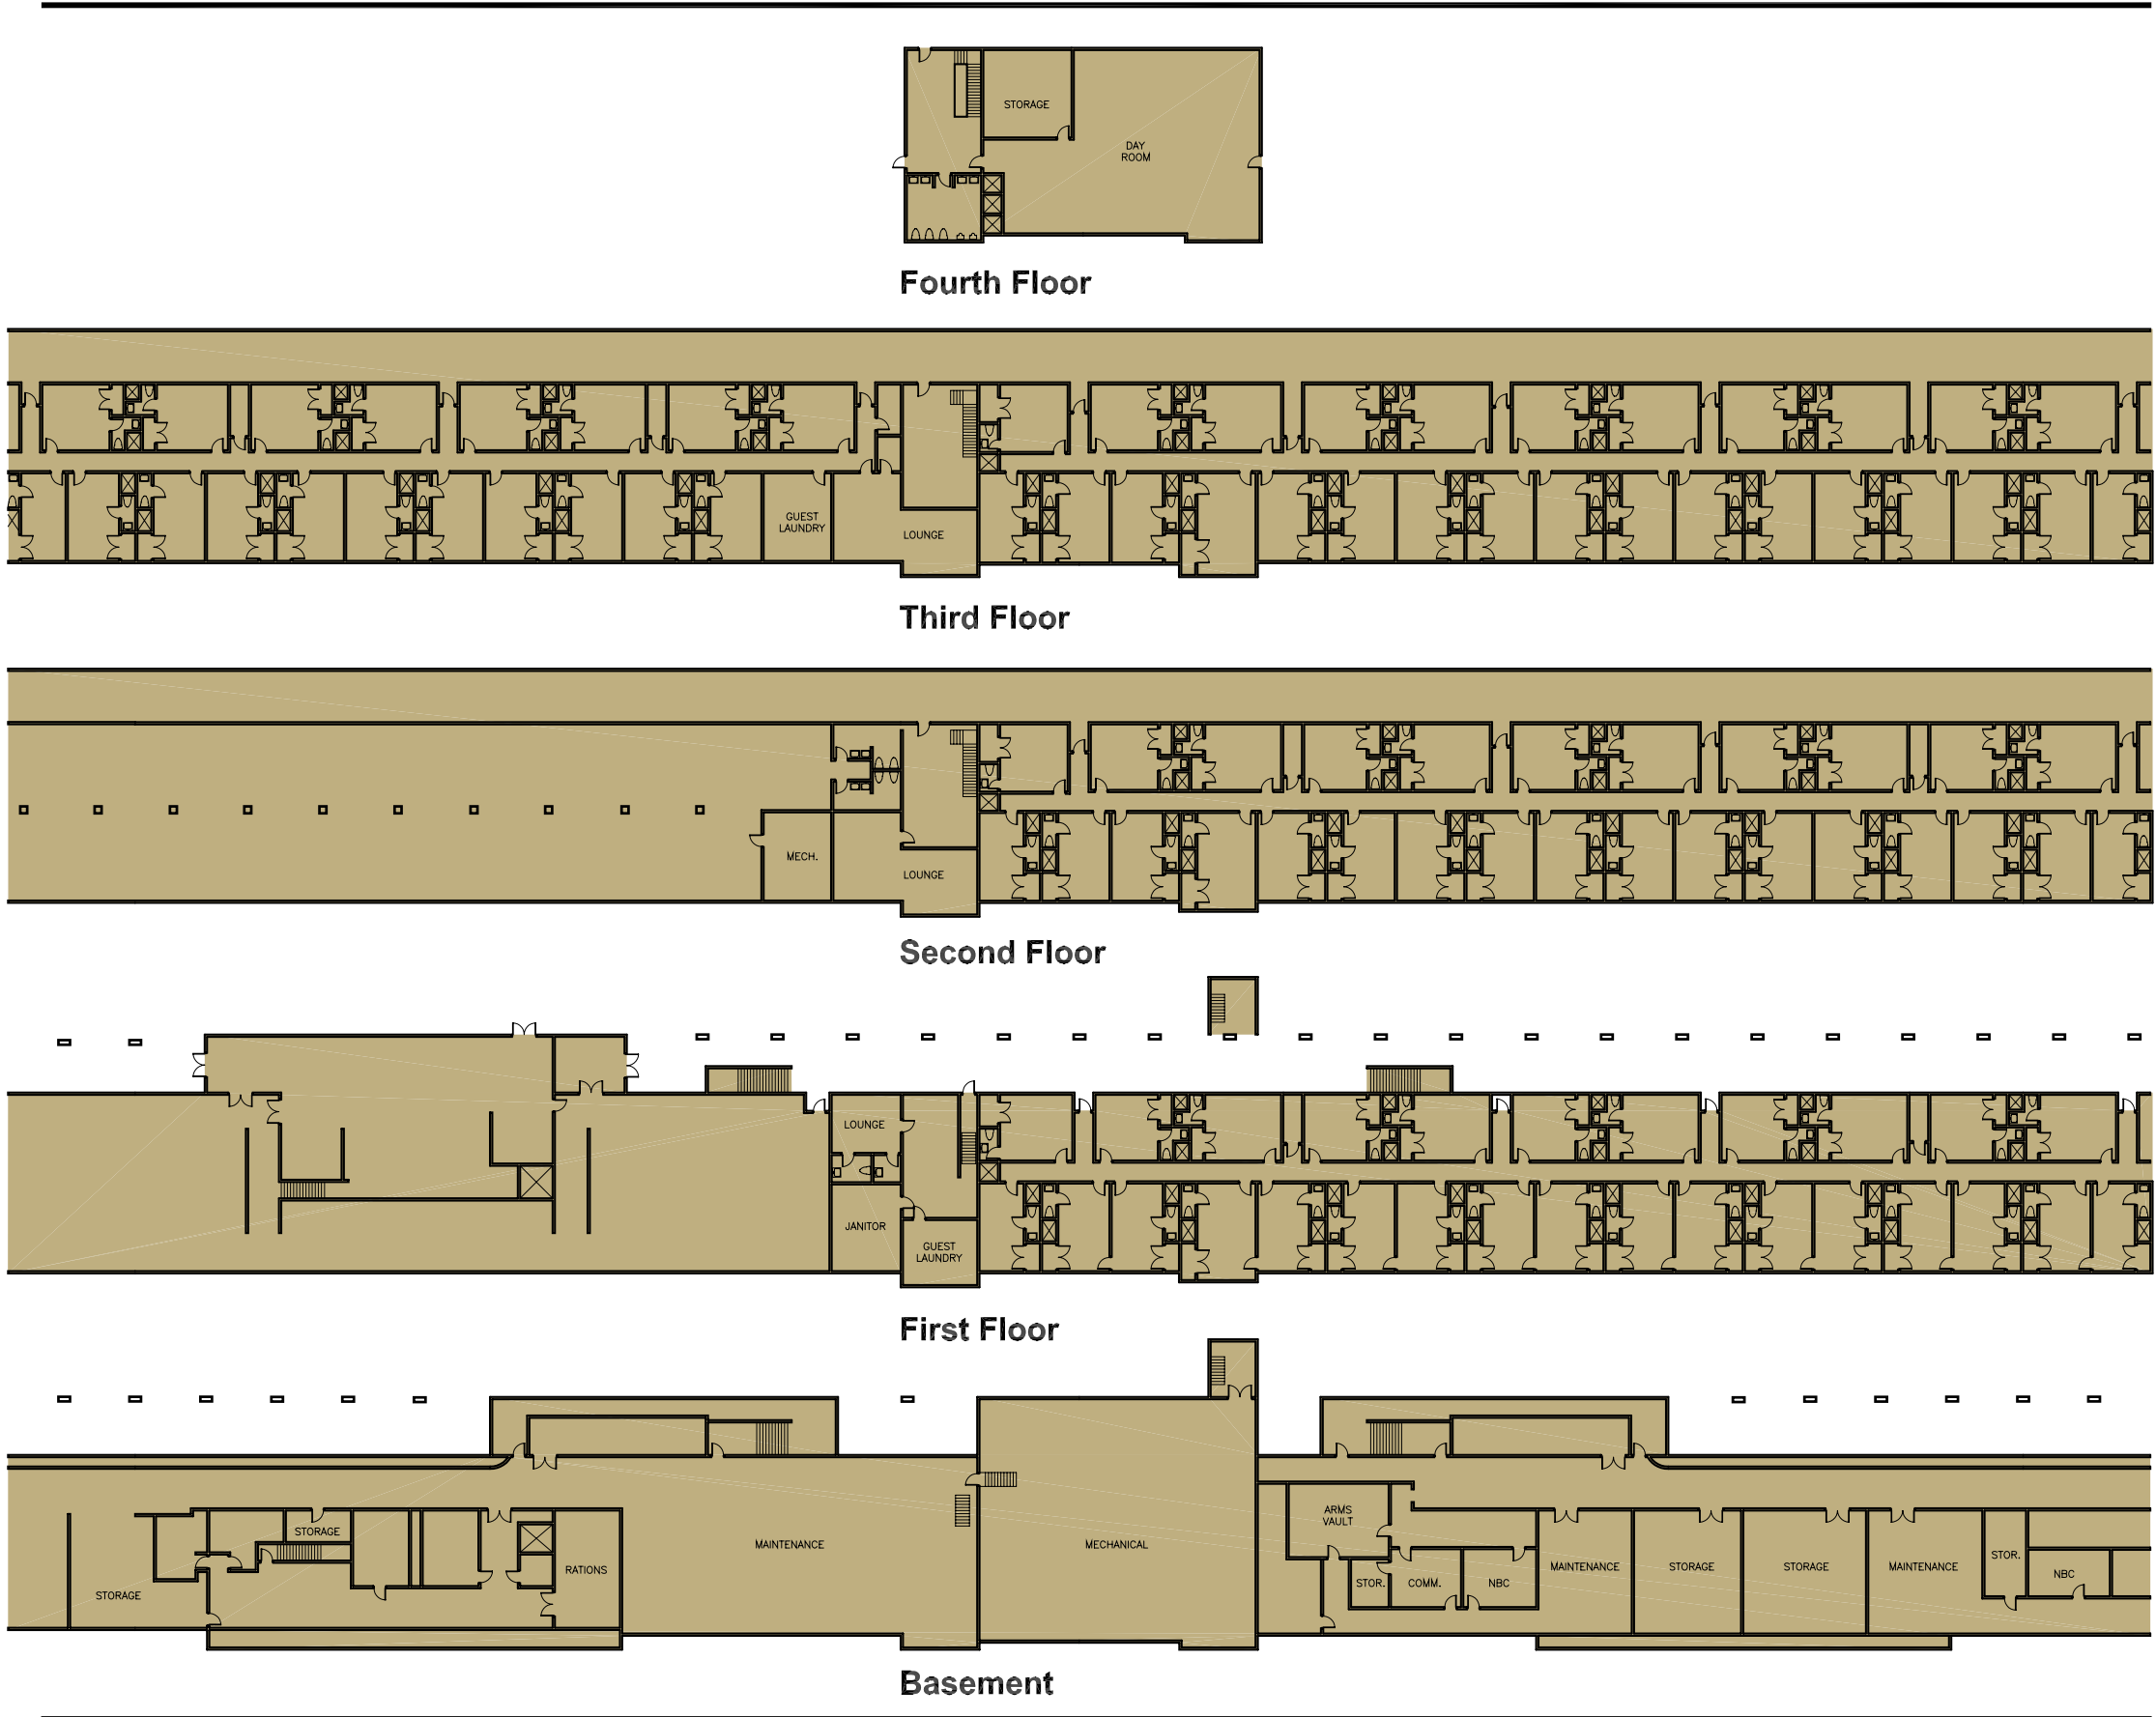 STORAGE
DAY
ROOM
Fourth Floor
GUEST
LAUNDRY
LOUNGE
Third Floor
MECH.
LOUNGE
Second Floor
LOUNGE
JANITOR
GUEST
LAUNDRY
First Floor
STORAGE
STORAGE
RATIONS
MAINTENANCE
MECHANICAL
ARMS
VAULT
STOR.
COMM.
NBC
MAINTENANCE
STORAGE
STORAGE
MAINTENANCE
STOR.
NBC
Basement